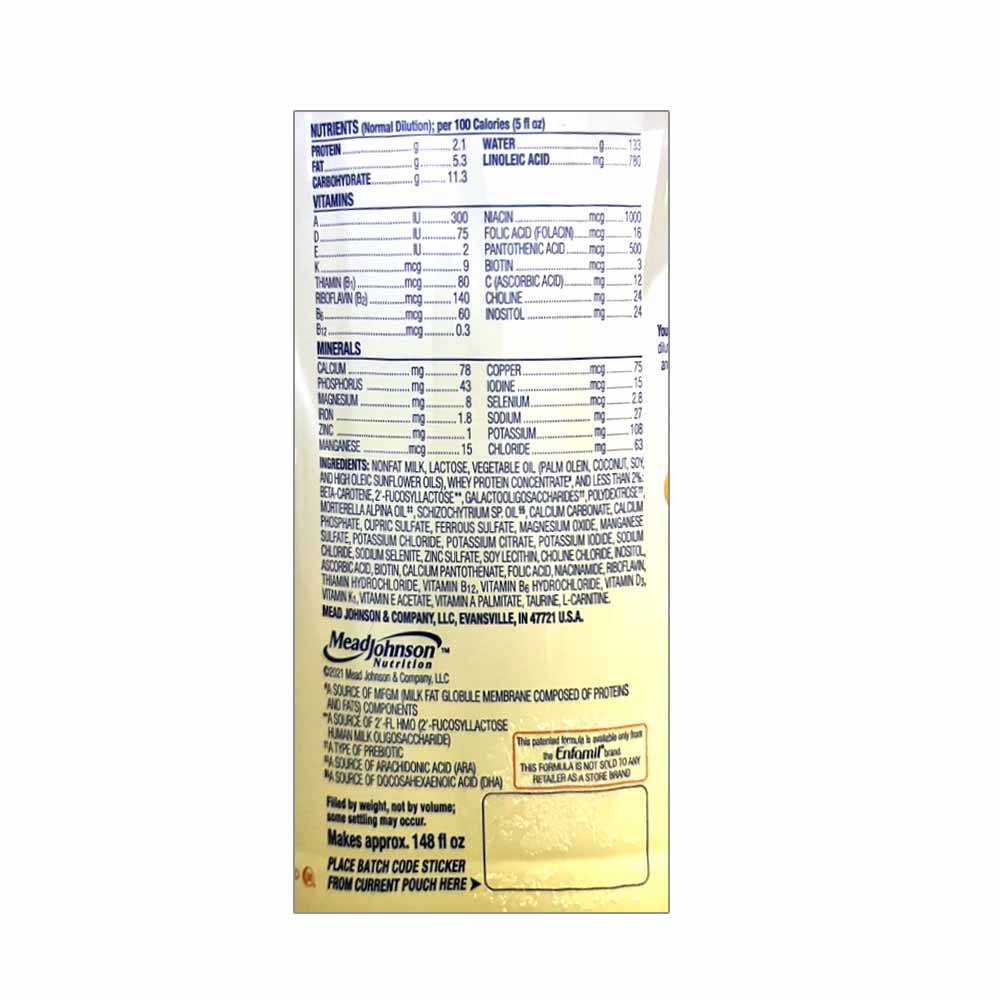 NUTRIENTS (Normal Dilution); per 100 Calories (5 fl oz)
PROTEIN g 2.1 WATER g 133
FAT g 5.3 LINOLEIC ACID mg 780
CARBOHYDRATE g 11.3
VITAMINS
A IU 300 NIACIN mcg 1000
D IU 75 FOLIC ACID (FOLACIN) mcg 16
E IU 2 PANTOTHENIC ACID mcg 500
K mcg 9 BIOTIN mcg 3
THIAMIN (B1) mcg 80 C (ASCORBIC ACID) mg 12
RIBOFLAVIN (B2) mcg 140 CHOLINE mg 24
B6 mcg 60 INOSITOL mg 24
B12 mcg 0.3
MINERALS
CALCIUM mg 78 COPPER mcg 75
PHOSPHORUS mg 43 IODINE mcg 15
MAGNESIUM mg 8 SELENIUM mcg 2.8
IRON mg 1.8 SODIUM mg 27
ZINC mg 1 POTASSIUM mg 108
MANGANESE mcg 15 CHLORIDE mg 63
INGREDIENTS: NONFAT MILK, LACTOSE, VEGETABLE OIL (PALM OLEIN, COCONUT, SOY,
AND HIGH OLEIC SUNFLOWER OILS), WHEY PROTEIN CONCENTRATE#, AND LESS THAN 2%:
BETA-CAROTENE, 2'-FUCOSYLLACTOSE**, GALACTOOLIGOSACCHARIDES††, POLYDEXTROSE††,
MORTIERELLA ALPINA OIL‡‡, SCHIZOCHYTRIUM SP. OIL§§, CALCIUM CARBONATE, CALCIUM
PHOSPHATE, CUPRIC SULFATE, FERROUS SULFATE, MAGNESIUM OXIDE, MANGANESE
SULFATE, POTASSIUM CHLORIDE, POTASSIUM CITRATE, POTASSIUM IODIDE, SODIUM
CHLORIDE, SODIUM SELENITE, ZINC SULFATE, SOY LECITHIN, CHOLINE CHLORIDE, INOSITOL,
ASCORBIC ACID, BIOTIN, CALCIUM PANTOTHENATE, FOLIC ACID, NIACINAMIDE, RIBOFLAVIN,
THIAMIN HYDROCHLORIDE, VITAMIN B12, VITAMIN B6 HYDROCHLORIDE, VITAMIN D3,
VITAMIN K1, VITAMIN E ACETATE, VITAMIN A PALMITATE, TAURINE, L-CARNITINE.
MEAD JOHNSON & COMPANY, LLC, EVANSVILLE, IN 47721 U.S.A.
MeadJohnson™
Nutrition
©2021 Mead Johnson & Company, LLC
#A SOURCE OF MFGM (MILK FAT GLOBULE MEMBRANE COMPOSED OF PROTEINS
AND FATS) COMPONENTS
**A SOURCE OF 2'-FL HMO (2'-FUCOSYLLACTOSE
HUMAN MILK OLIGOSACCHARIDE)
††A TYPE OF PREBIOTIC
‡‡A SOURCE OF ARACHIDONIC ACID (ARA)
§§A SOURCE OF DOCOSAHEXAENOIC ACID (DHA)
This patented formula is available only from
the Enfamil® brand
THIS FORMULA IS NOT SOLD TO ANY
RETAILER AS A STORE BRAND
Filled by weight, not by volume;
some settling may occur.
Makes approx. 148 fl oz
PLACE BATCH CODE STICKER
FROM CURRENT POUCH HERE ➤
You